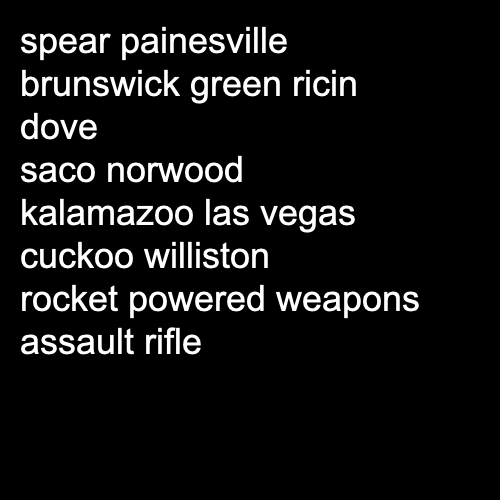 spear painesville
brunswick green ricin
dove
saco norwood
kalamazoo las vegas
cuckoo williston
rocket powered weapons
assault rifle